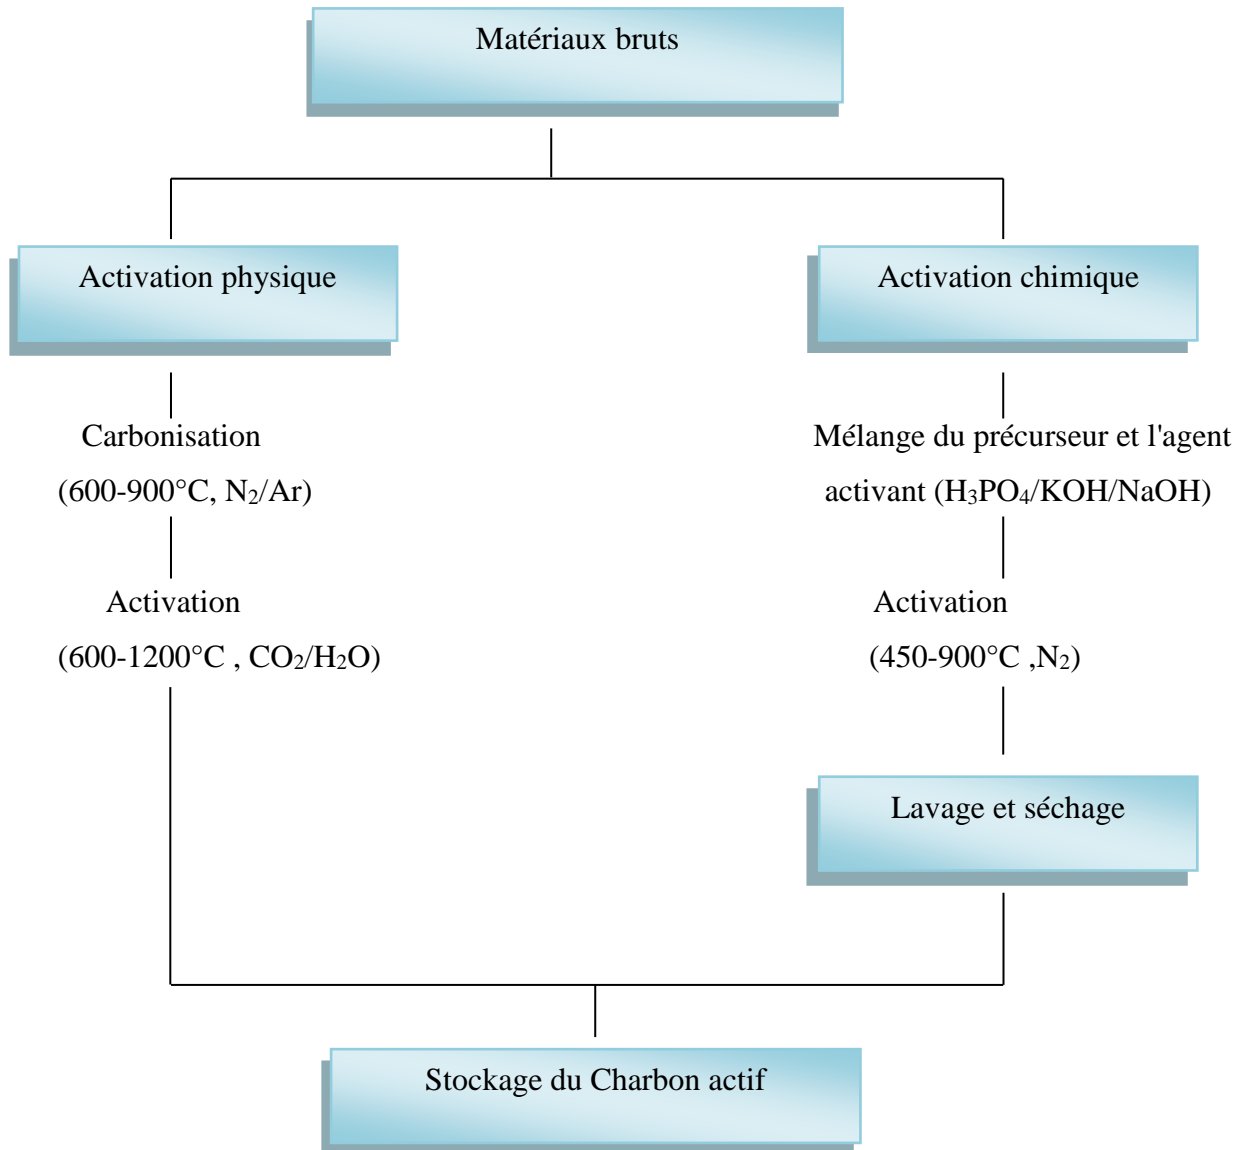 Matériaux bruts
Activation physique
Activation chimique
Carbonisation
(600-900°C, N₂/Ar)
Mélange du précurseur et l'agent
activant (H₃PO₄/KOH/NaOH)
Activation
(600-1200°C , CO₂/H₂O)
Activation
(450-900°C ,N₂)
Lavage et séchage
Stockage du Charbon actif